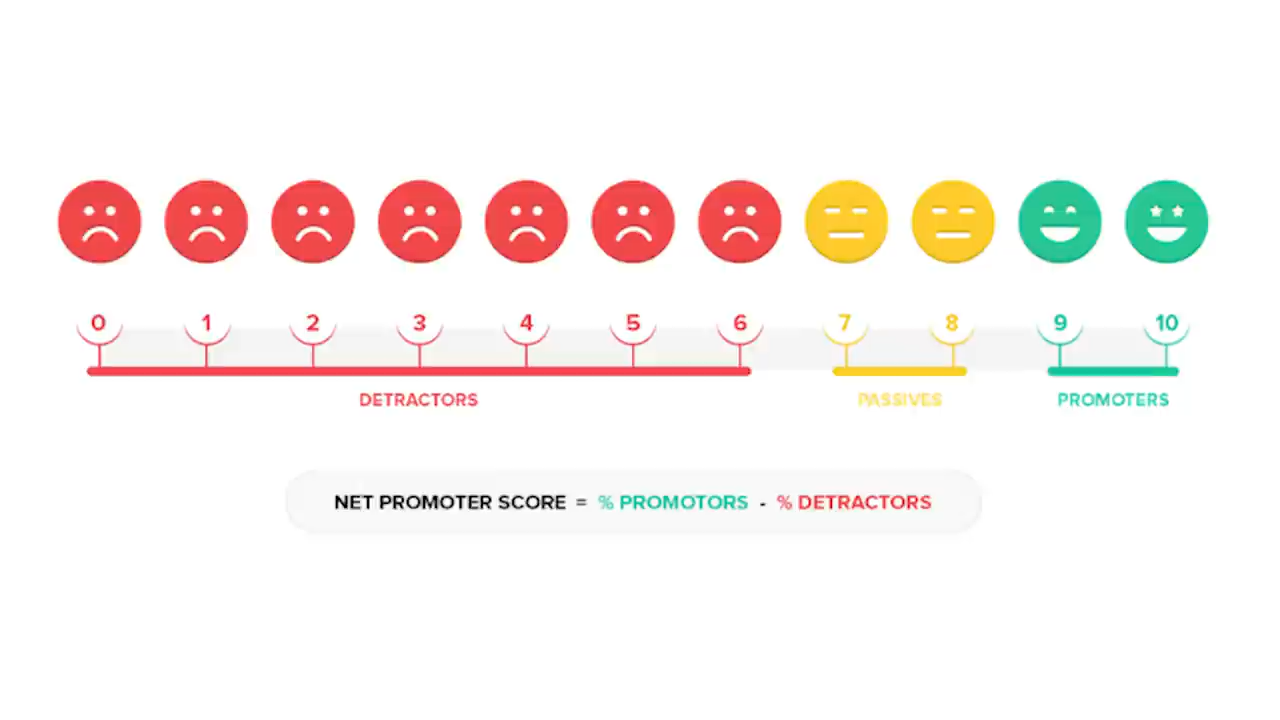 0 1 2 3 4 5 6 7 8 9 10
DETRACTORS PASSIVES PROMOTERS
NET PROMOTER SCORE = % PROMOTORS - % DETRACTORS